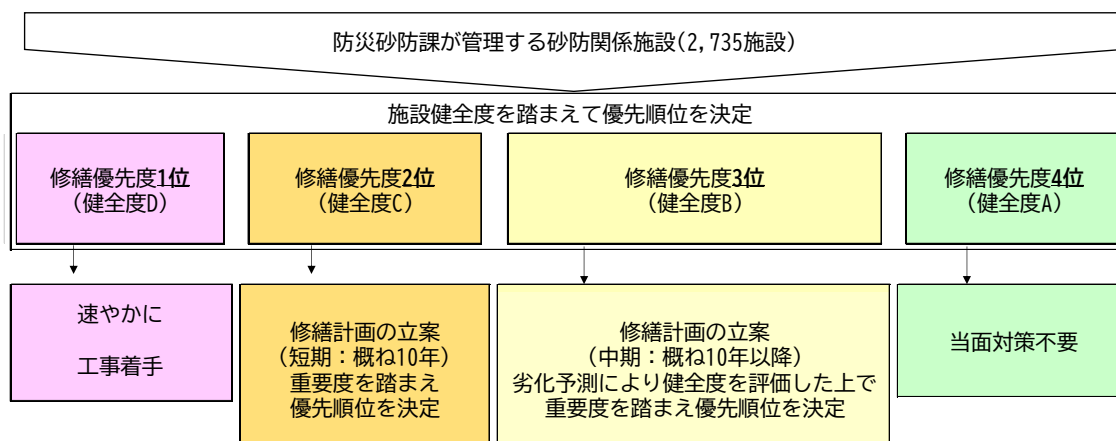 防災砂防課が管理する砂防関係施設(2,735施設)
施設健全度を踏まえて優先順位を決定
修繕優先度1位
(健全度D)
修繕優先度2位
(健全度C)
修繕優先度3位
(健全度B)
修繕優先度4位
(健全度A)
速やかに
工事着手
修繕計画の立案
(短期：概ね10年)
重要度を踏まえ
優先順位を決定
修繕計画の立案
(中期：概ね10年以降)
劣化予測により健全度を評価した上で
重要度を踏まえ優先順位を決定
当面対策不要